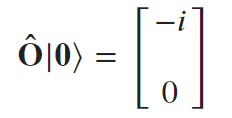 Ô|0⟩ = [ −i
0 ]